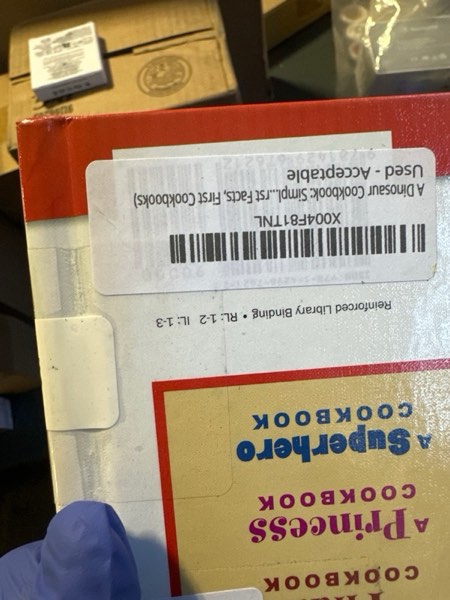 COOKBOOK
A Princess
COOKBOOK
A Superhero
COOKBOOK
Reinforced Library Binding • RL: 1-2 IL: 1-3
X004F81TNL
A Dinosaur Cookbook: Simpl...rst Facts, First Cookbooks)
Used - Acceptable